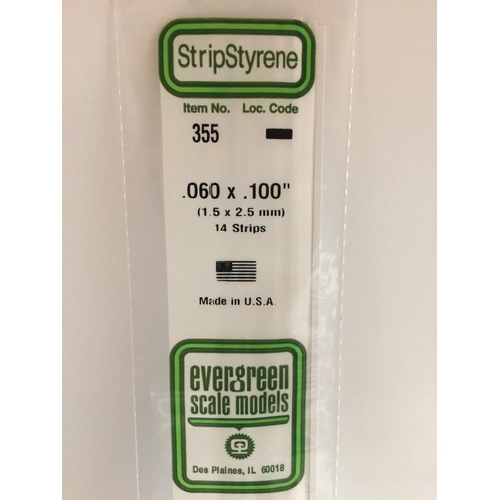 StripStyrene
Item No. Loc. Code
355
.060 x .100"
(1.5 x 2.5 mm)
14 Strips
Made in U.S.A.
evergreen
scale models
Des Plaines, IL 60018